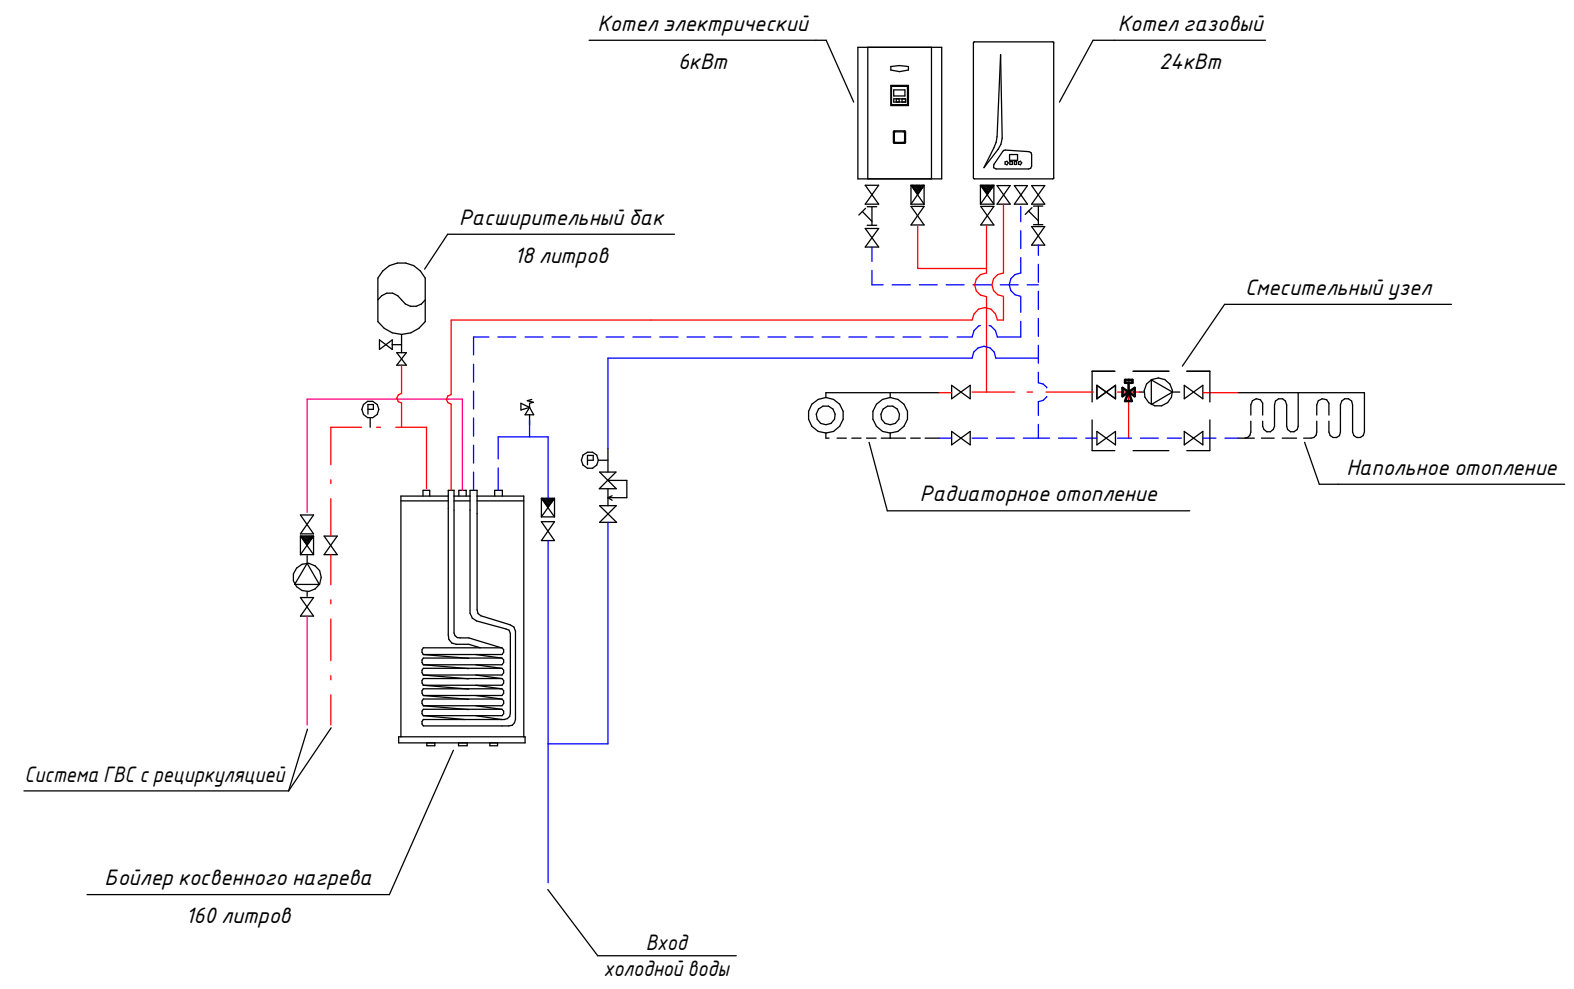 Котел электрический
6кВт
Котел газовый
24кВт
Расширительный бак
18 литров
Смесительный узел
P
P
Радиаторное отопление
Напольное отопление
Система ГВС с рециркуляцией
Бойлер косвенного нагрева
160 литров
Вход
холодной воды